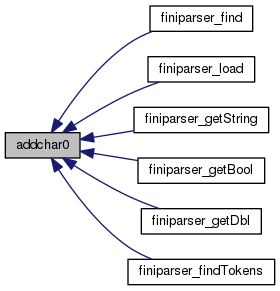 finiparser_find
finiparser_load
finiparser_getString
addchar0
finiparser_getBool
finiparser_getDbl
finiparser_findTokens